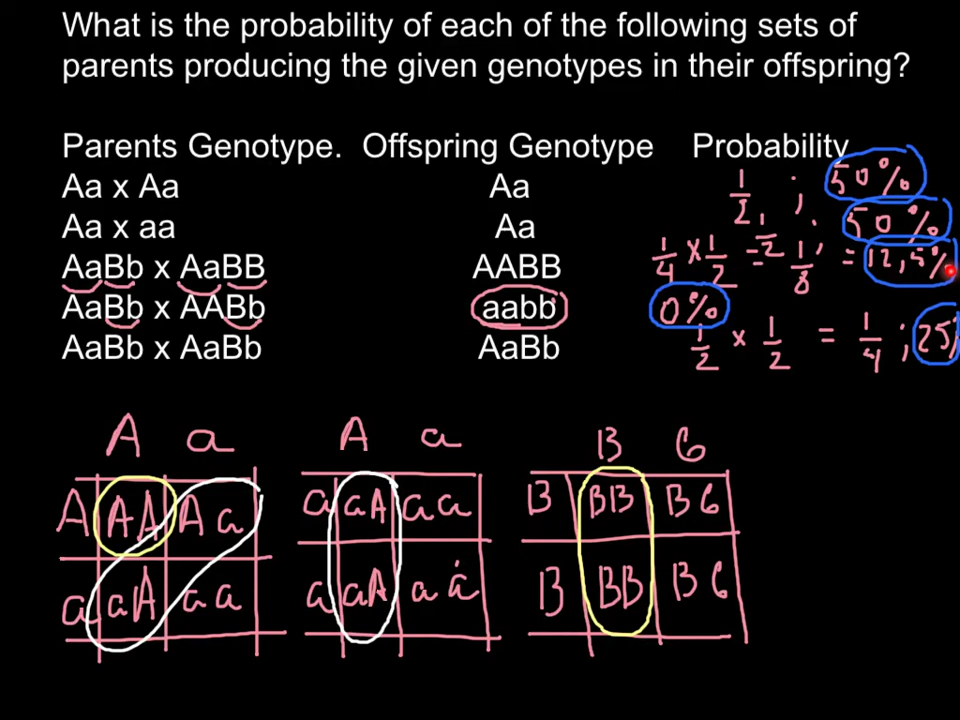 What is the probability of each of the following sets of
parents producing the given genotypes in their offspring?
Parents Genotype. Offspring Genotype Probability
Aa x Aa Aa 1/2 ; 50%
Aa x aa Aa 1/2 ; 50%
AaBb x AaBB AABB 1/4 x 1/2 = 1/8 ; = 12,5%
AaBb x AABb aabb 0%
AaBb x AaBb AaBb 1/2 x 1/2 = 1/4 ; 25%
A a A a B b
A AA Aa a aA aa B BB Bb
a aA aa a aA aa B BB Bb